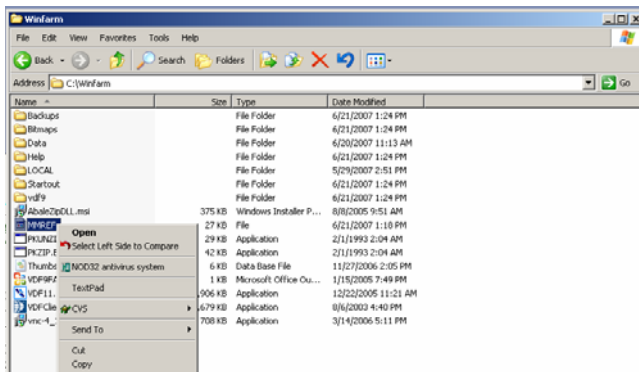 Winfarm
File Edit View Favorites Tools Help
Back Search Folders
Address C:\Winfarm Go
Name Size Type Date Modified
Backups File Folder 6/21/2007 1:24 PM
Bitmaps File Folder 6/21/2007 1:24 PM
Data File Folder 6/20/2007 11:13 AM
Help File Folder 6/21/2007 1:24 PM
LOCAL File Folder 5/29/2007 2:51 PM
Startout File Folder 6/21/2007 1:24 PM
vdf9 File Folder 6/21/2007 1:24 PM
AbaleZipDLL.msi 375 KB Windows Installer P... 8/8/2005 9:51 AM
MMREF 27 KB File 6/21/2007 1:18 PM
PKUNZI 29 KB Application 2/1/1993 2:04 AM
PKZIP.E 42 KB Application 2/1/1993 2:04 AM
Thumbs 6 KB Data Base File 11/27/2006 2:05 PM
VDF9FA 1 KB Microsoft Office Ou... 1/15/2005 7:49 PM
VDF11. ,906 KB Application 12/22/2005 11:21 AM
VDFClie ,679 KB Application 8/6/2003 4:40 PM
vnc-4_ 708 KB Application 3/14/2006 5:11 PM
Open
Select Left Side to Compare
NOD32 antivirus system
TextPad
CVS
Send To
Cut
Copy